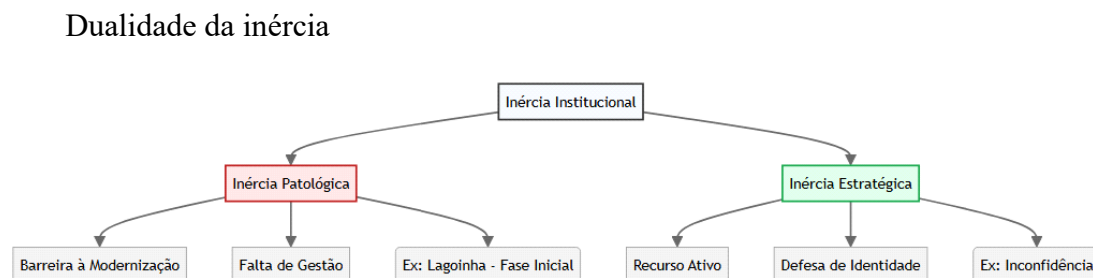 Dualidade da inércia
Inércia Institucional
Inércia Patológica
Inércia Estratégica
Barreira à Modernização
Falta de Gestão
Ex: Lagoinha - Fase Inicial
Recurso Ativo
Defesa de Identidade
Ex: Inconfidência